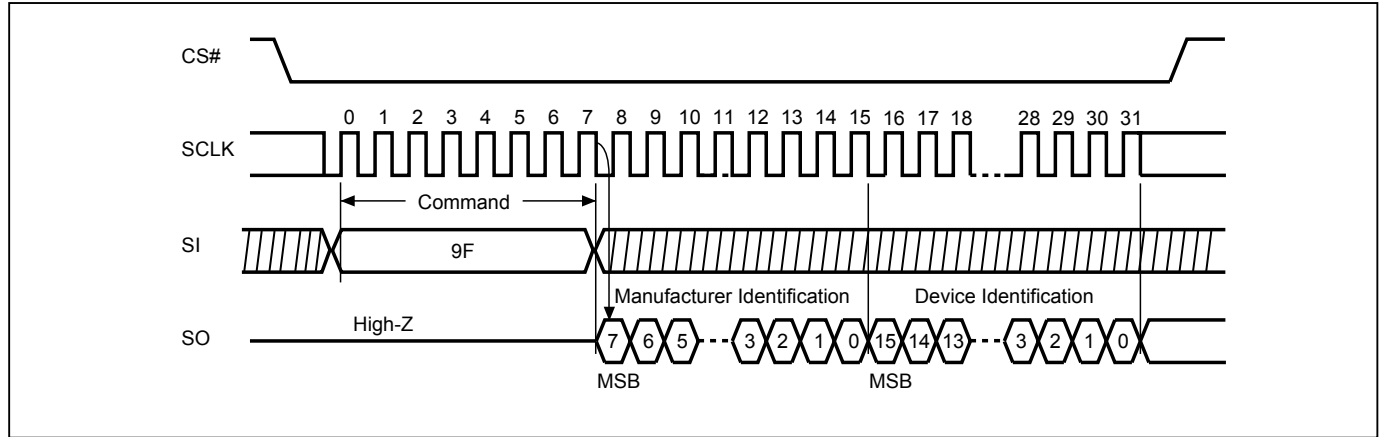 CS#
0 1 2 3 4 5 6 7 8 9 10 11 12 13 14 15 16 17 18 28 29 30 31
SCLK
Command
SI 9F
Manufacturer Identification Device Identification
High-Z
SO 7 6 5 3 2 1 0 15 14 13 3 2 1 0
MSB MSB